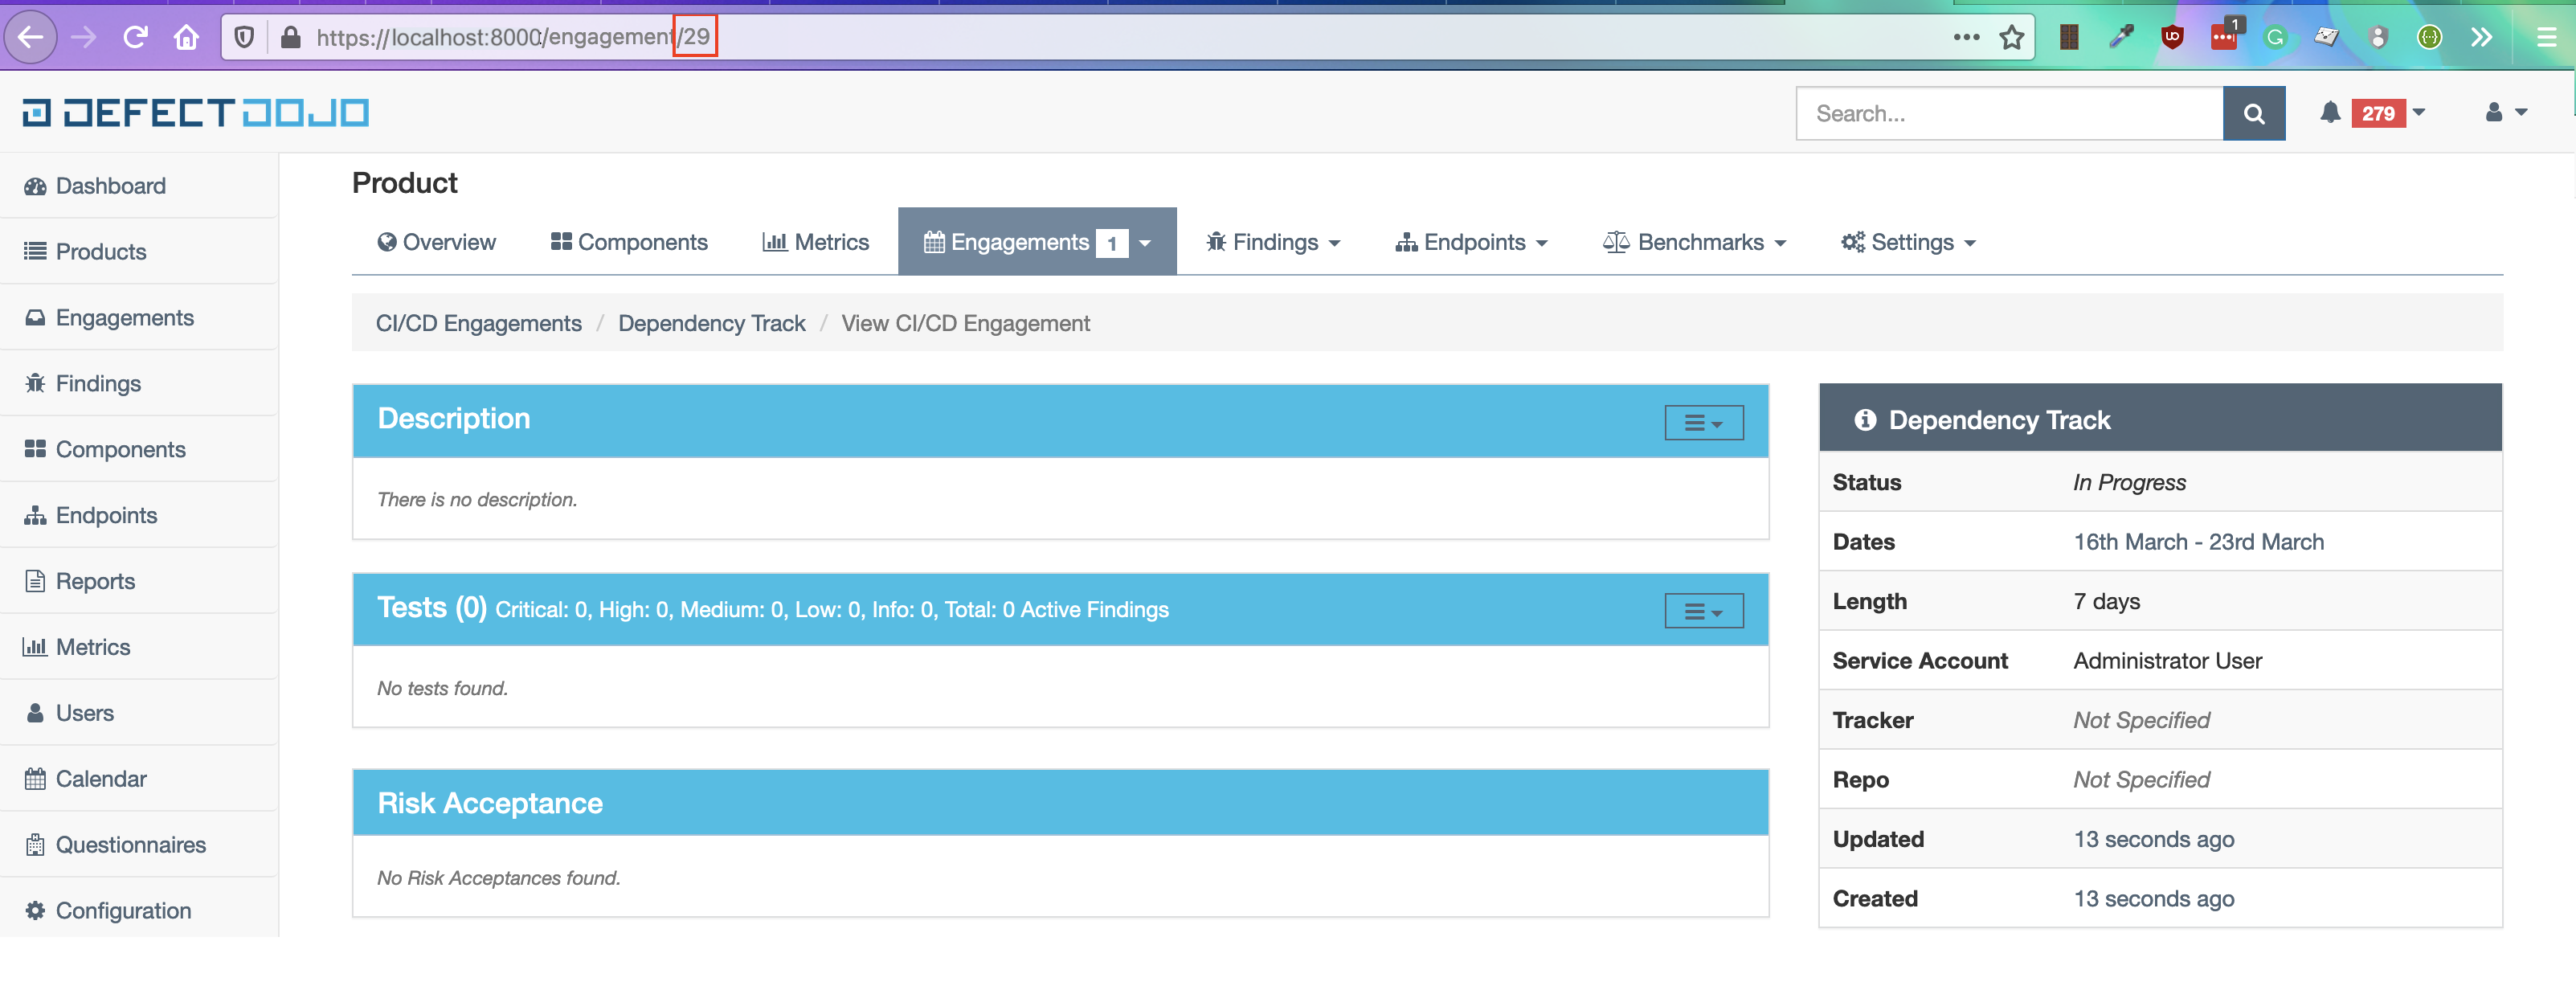 https://localhost:8000/engagement/29
1
DEFECTDOJO
Search...
279
Dashboard
Products
Engagements
Findings
Components
Endpoints
Reports
Metrics
Users
Calendar
Questionnaires
Configuration
Product
Overview Components Metrics Engagements 1 Findings Endpoints Benchmarks Settings
CI/CD Engagements / Dependency Track / View CI/CD Engagement
Description
There is no description.
Tests (0) Critical: 0, High: 0, Medium: 0, Low: 0, Info: 0, Total: 0 Active Findings
No tests found.
Risk Acceptance
No Risk Acceptances found.
Dependency Track
Status In Progress
Dates 16th March - 23rd March
Length 7 days
Service Account Administrator User
Tracker Not Specified
Repo Not Specified
Updated 13 seconds ago
Created 13 seconds ago